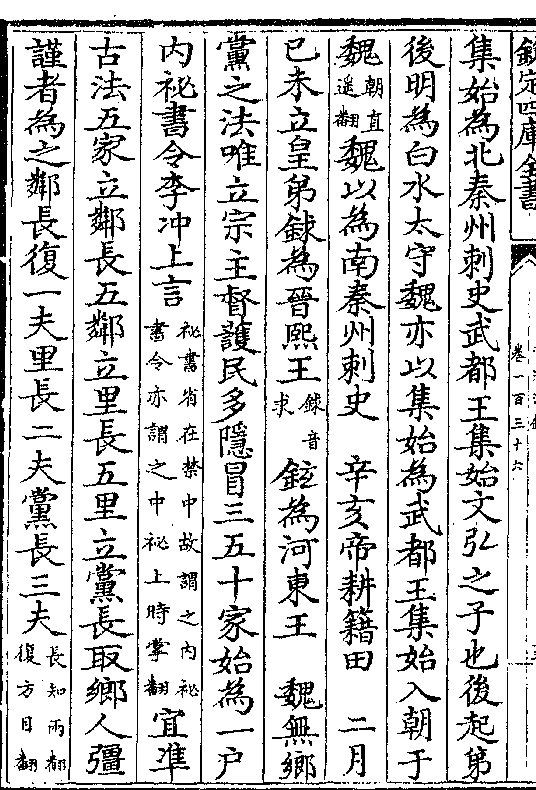 欽定四庫全書
卷一百三十六
集始為北秦州刺史武都王集始文弘之子也後起弟
後明為白水太守魏亦以集始為武都王集始入朝于
魏朝直遥翻魏以為南秦州刺史　辛亥帝耕籍田　二月
已未立皇弟銶為晉熙王銶音求鉉為河東王　魏無鄉
黨之法唯立宗主督護民多隱冒三五十家始為一户
内祕書令李冲上言祕書省在禁中故謂之内祕書令亦謂之中祕上時掌翻宜凖
古法五家立鄰長五鄰立里長五里立黨長取鄉人彊
謹者為之鄰長復一夫里長二夫黨長三夫長知兩翻復方目翻